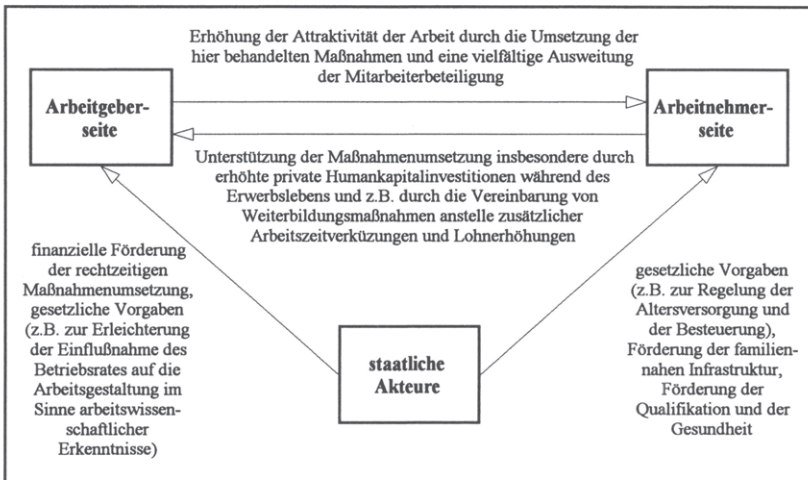 Erhöhung der Attraktivität der Arbeit durch die Umsetzung der
hier behandelten Maßnahmen und eine vielfältige Ausweitung
der Mitarbeiterbeteiligung
Arbeitgeber-
seite
Arbeitnehmer-
seite
Unterstützung der Maßnahmenumsetzung insbesondere durch
erhöhte private Humankapitalinvestitionen während des
Erwerbslebens und z.B. durch die Vereinbarung von
Weiterbildungsmaßnahmen anstelle zusätzlicher
Arbeitszeitverküzungen und Lohnerhöhungen
finanzielle Förderung
der rechtzeitigen
Maßnahmenumsetzung,
gesetzliche Vorgaben
(z.B. zur Erleichterung
der Einflußnahme des
Betriebsrates auf die
Arbeitsgestaltung im
Sinne arbeitswissen-
schaftlicher
Erkenntnisse)
staatliche
Akteure
gesetzliche Vorgaben
(z.B. zur Regelung der
Altersversorgung und
der Besteuerung),
Förderung der familien-
nahen Infrastruktur,
Förderung der
Qualifikation und der
Gesundheit